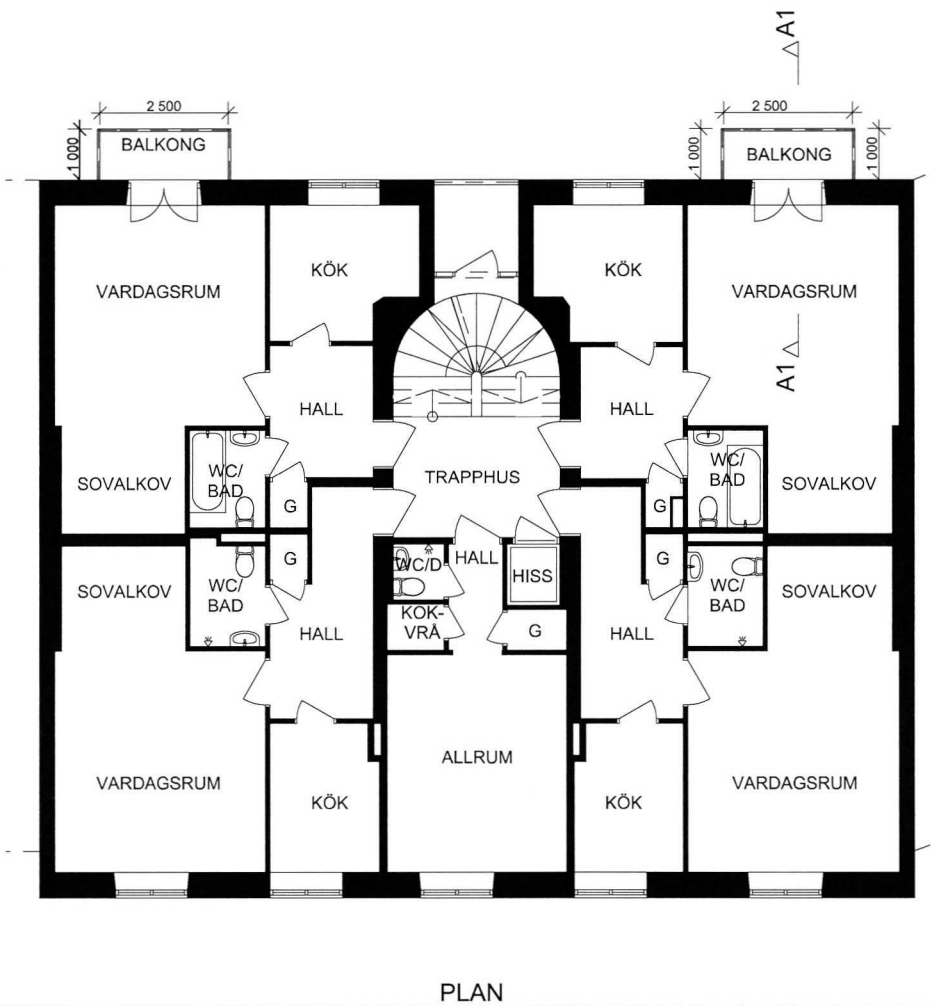 A1
2 500
2 500
1 000
BALKONG
1 000
BALKONG
1 000
VARDAGSRUM
KÖK
KÖK
VARDAGSRUM
A1
HALL
HALL
SOVALKOV
WC/
BAD
G
TRAPPHUS
G
WC/
BAD
SOVALKOV
SOVALKOV
WC/
BAD
G
HALL
WC/D
HALL
HISS
G
WC/
BAD
SOVALKOV
KOK-
VRÅ
G
HALL
VARDAGSRUM
KÖK
ALLRUM
KÖK
VARDAGSRUM
PLAN